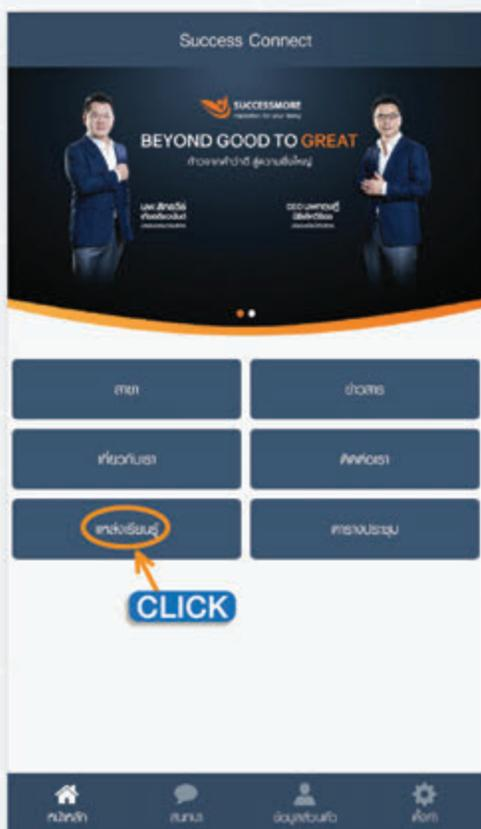 Success Connect
SUCCESSMORE
BEYOND GOOD TO GREAT
ก้าวจากคำว่าดี สู่ความยิ่งใหญ่
สาขา
ข่าวสาร
เกี่ยวกับเรา
ติดต่อเรา
แหล่งเรียนรู้
ตารางประชุม
CLICK
หน้าหลัก
สนทนา
ข้อมูลส่วนตัว
ตั้งค่า